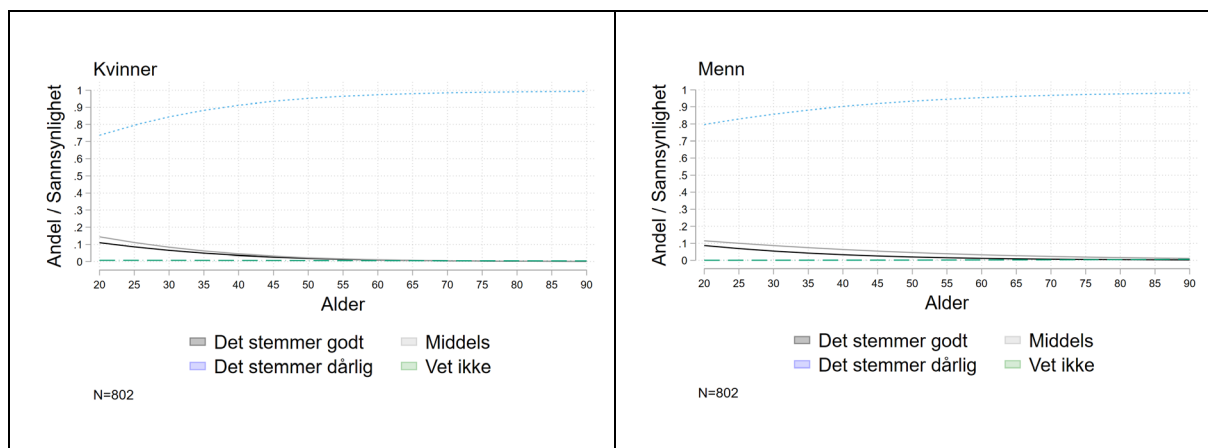 Kvinner
Andel / Sannsynlighet
1
.9
.8
.7
.6
.5
.4
.3
.2
.1
0
20 25 30 35 40 45 50 55 60 65 70 75 80 85 90
Alder
Det stemmer godt Middels
Det stemmer dårlig Vet ikke
N=802
Menn
Andel / Sannsynlighet
1
.9
.8
.7
.6
.5
.4
.3
.2
.1
0
20 25 30 35 40 45 50 55 60 65 70 75 80 85 90
Alder
Det stemmer godt Middels
Det stemmer dårlig Vet ikke
N=802